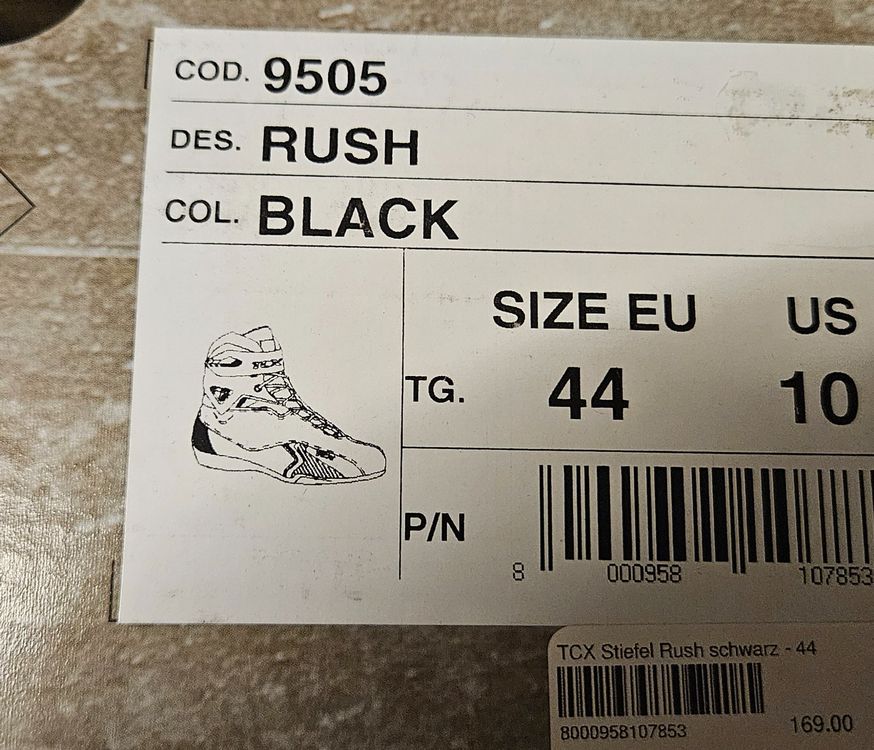 COD. 9505
DES. RUSH
COL. BLACK
SIZE EU US
TG. 44 10
P/N
8 000958 107853
TCX Stiefel Rush schwarz - 44
8000958107853 169.00